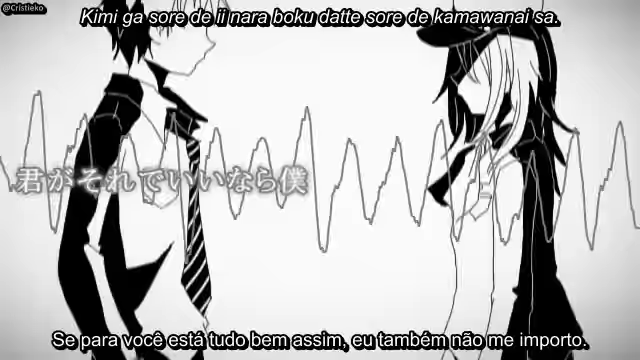 @Cristieko
Kimi ga sore de ii nara boku datte sore de kamawanai sa.
君がそれでいいなら僕
Se para você está tudo bem assim, eu também não me importo.